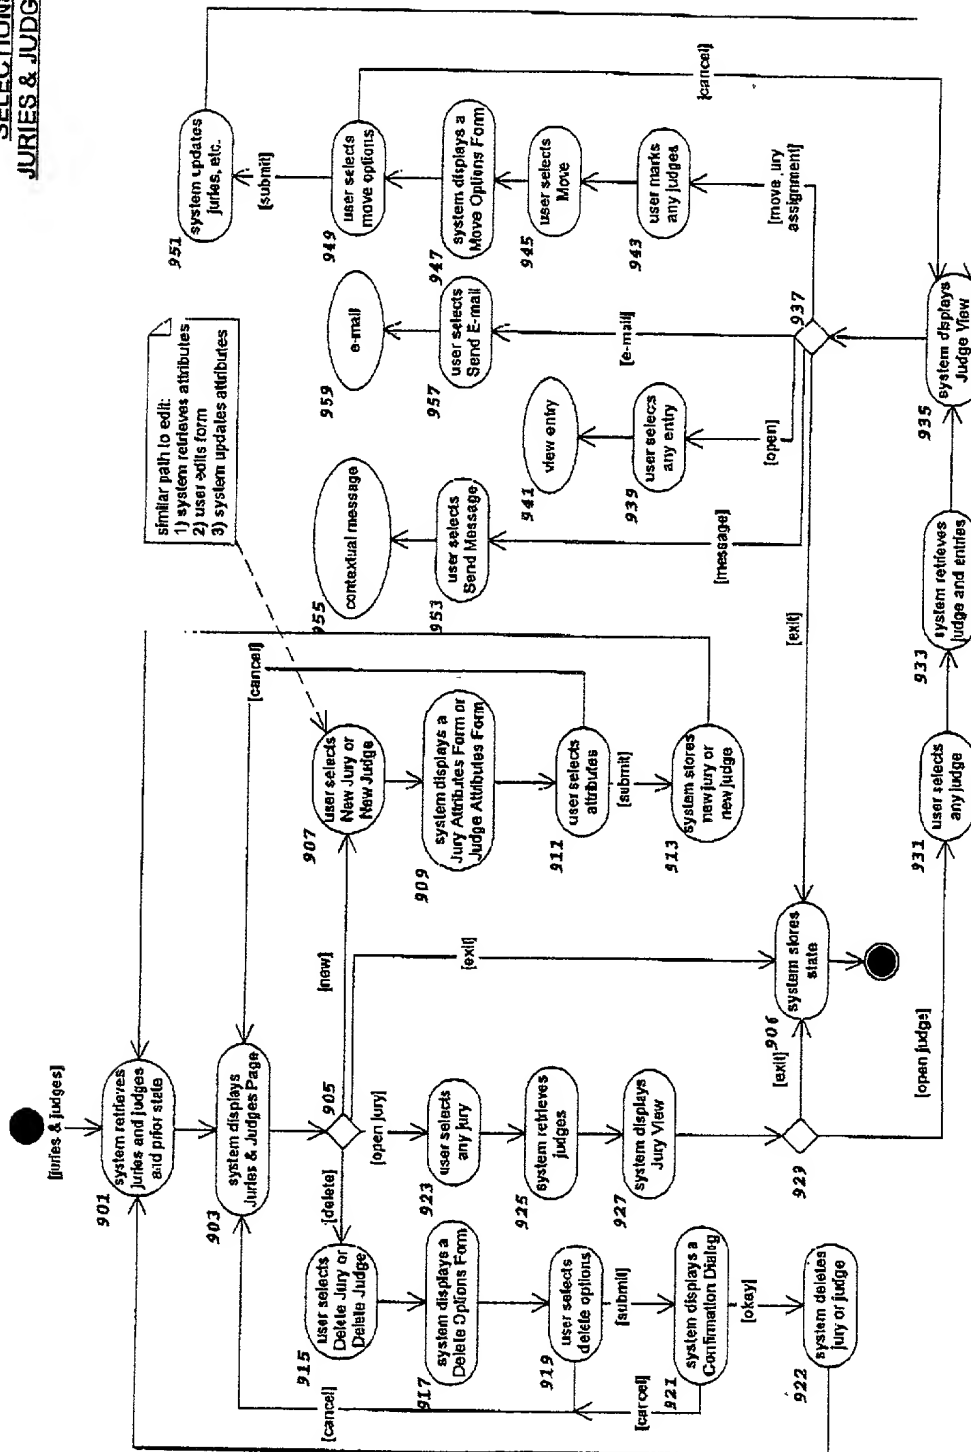 JURIES & JUDG
[juries & judges]
901
system retrieves
juries and judges
and prior state
903
system displays
Juries & Judges Page
905
[delete]
[open jury]
[new]
[exit]
915
user selects
Delete Jury or
Delete Judge
917
system displays a
Delete Options Form
919
user selects
delete options
[submit]
[cancel]
921
system displays a
Confirmation Dialog
[okay]
922
system deletes
jury or judge
923
user selects
any jury
925
system retrieves
judges
927
system displays
Jury View
929
[exit]
906
system stores
state
[open judge]
907
user selects
New Jury or
New Judge
909
system displays a
Jury Attributes Form or
Judge Attributes Form
911
user selects
attributes
[submit]
[cancel]
913
system stores
new jury or
new judge
similar path to edit:
1) system retrieves attributes
2) user edits form
3) system updates attributes
931
user selects
any judge
933
system retrieves
judge and entries
935
system displays
Judge View
937
[exit]
[message]
[open]
[e-mail]
assignment]
953
user selects
Send Message
955
contextual message
939
user selects
any entry
941
view entry
957
user selects
Send E-mail
959
e-mail
943
user marks
any judges
945
user selects
Move
947
system displays a
Move Options Form
949
user selects
move options
[submit]
[cancel]
951
system updates
juries, etc.